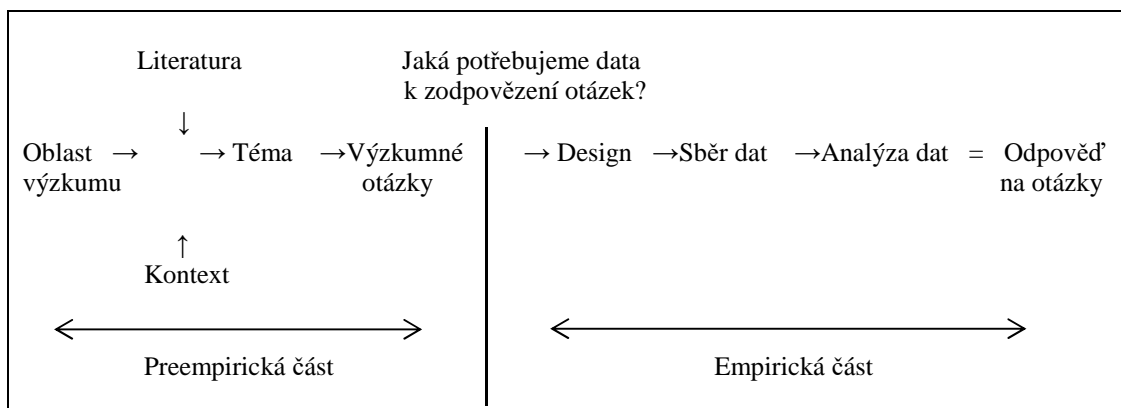 Literatura
Jaká potřebujeme data
k zodpovězení otázek?
↓
Oblast → → Téma →Výzkumné → Design →Sběr dat →Analýza dat = Odpověď
výzkumu otázky na otázky
↑
Kontext
Preempirická část
Empirická část